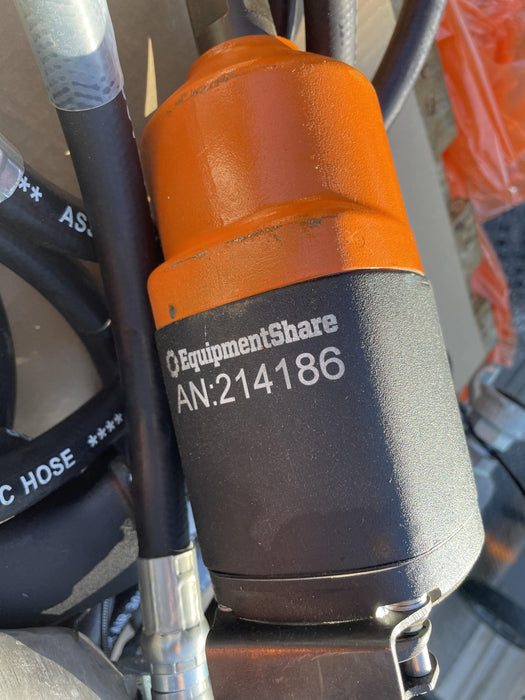 ** ASS
EquipmentShare
AN:214186
C HOSE ****